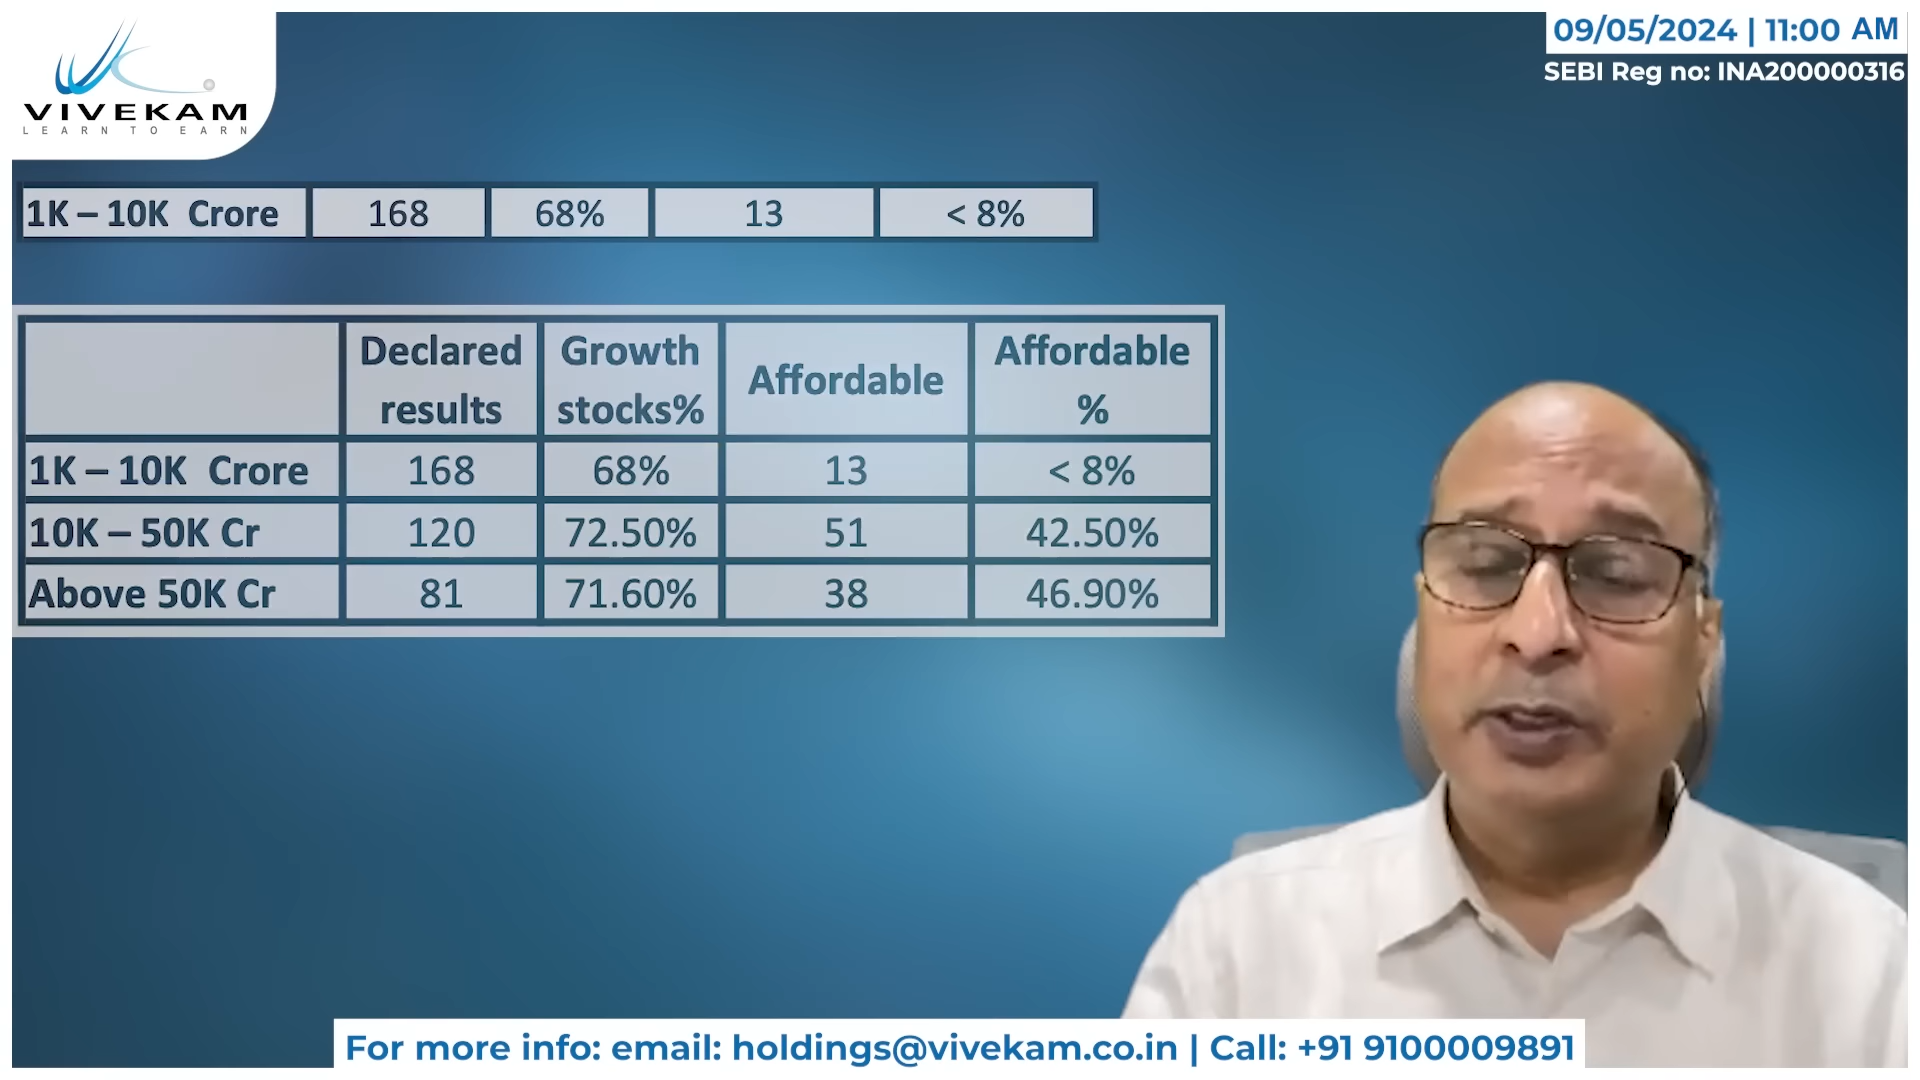 VIVEKAM
LEARN TO EARN
09/05/2024 | 11:00 AM
SEBI Reg no: INA200000316
1K – 10K Crore 168 68% 13 < 8%
Declared results Growth stocks% Affordable Affordable %
1K – 10K Crore 168 68% 13 < 8%
10K – 50K Cr 120 72.50% 51 42.50%
Above 50K Cr 81 71.60% 38 46.90%
For more info: email: holdings@vivekam.co.in | Call: +91 9100009891